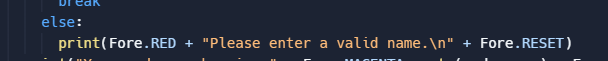 break
else:
print(Fore.RED + "Please enter a valid name.\n" + Fore.RESET)